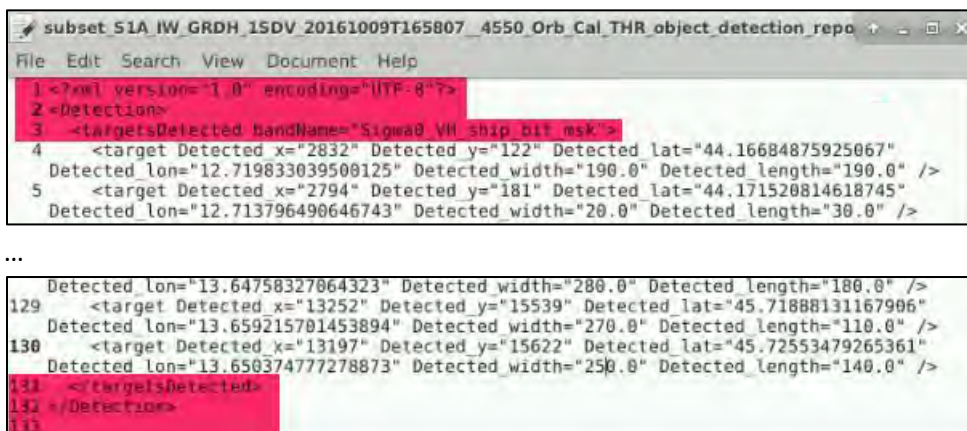 subset_S1A_IW_GRDH_1SDV_20161009T165807__4550_Orb_Cal_THR_object_detection_repo
File Edit Search View Document Help
1 <?xml version="1.0" encoding="UTF-8"?>
2 <Detection>
3 <targetsDetected bandName="Sigma0_VH_ship_bit_msk">
4 <target Detected_x="2832" Detected_y="122" Detected_lat="44.16684875925067"
Detected_lon="12.719833039500125" Detected_width="190.0" Detected_length="190.0" />
5 <target Detected_x="2794" Detected_y="181" Detected_lat="44.171520814618745"
Detected_lon="12.713796490646743" Detected_width="20.0" Detected_length="30.0" />
...
Detected_lon="13.64758327064323" Detected_width="280.0" Detected_length="180.0" />
129 <target Detected_x="13252" Detected_y="15539" Detected_lat="45.71888131167906"
Detected_lon="13.659215701453894" Detected_width="270.0" Detected_length="110.0" />
130 <target Detected_x="13197" Detected_y="15622" Detected_lat="45.72553479265361"
Detected_lon="13.650374777278873" Detected_width="250.0" Detected_length="140.0" />
131 </targetsDetected>
132 </Detection>
133